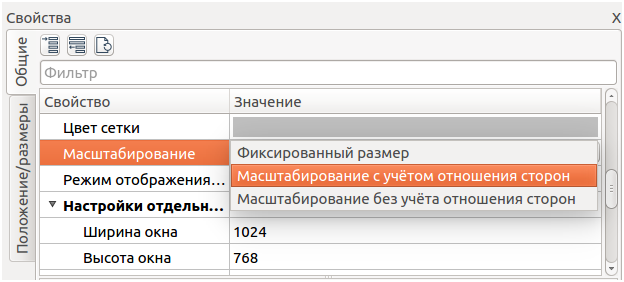 Свойства X
Общие
Положение/размеры
Фильтр
Свойство Значение
Цвет сетки
Масштабирование
Фиксированный размер
Масштабирование с учётом отношения сторон
Масштабирование без учёта отношения сторон
Режим отображения...
Настройки отдельн...
Ширина окна 1024
Высота окна 768